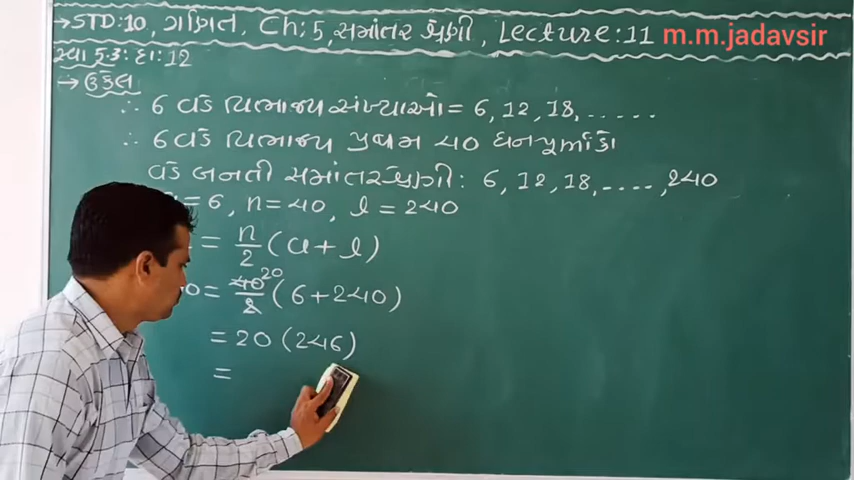 →STD:10, ગણિત, Ch:5, સમાંતર શ્રેણી, Lecture:11
m.m.jadavsir
સ્વા 5.3: દા: 12
→ ઉકેલ
∴ 6 વડે વિભાજ્ય સંખ્યાઓ = 6, 12, 18, ......
∴ 6 વડે વિભાજ્ય પ્રથમ 40 ધન પૂર્ણાંકો
વડે બનતી સમાંતર શ્રેણી: 6, 12, 18, ...., 240
= 6, n = 40, l = 240
= n/2 (a + l)
= 40/2 20 (6 + 240)
= 20 (246)
=